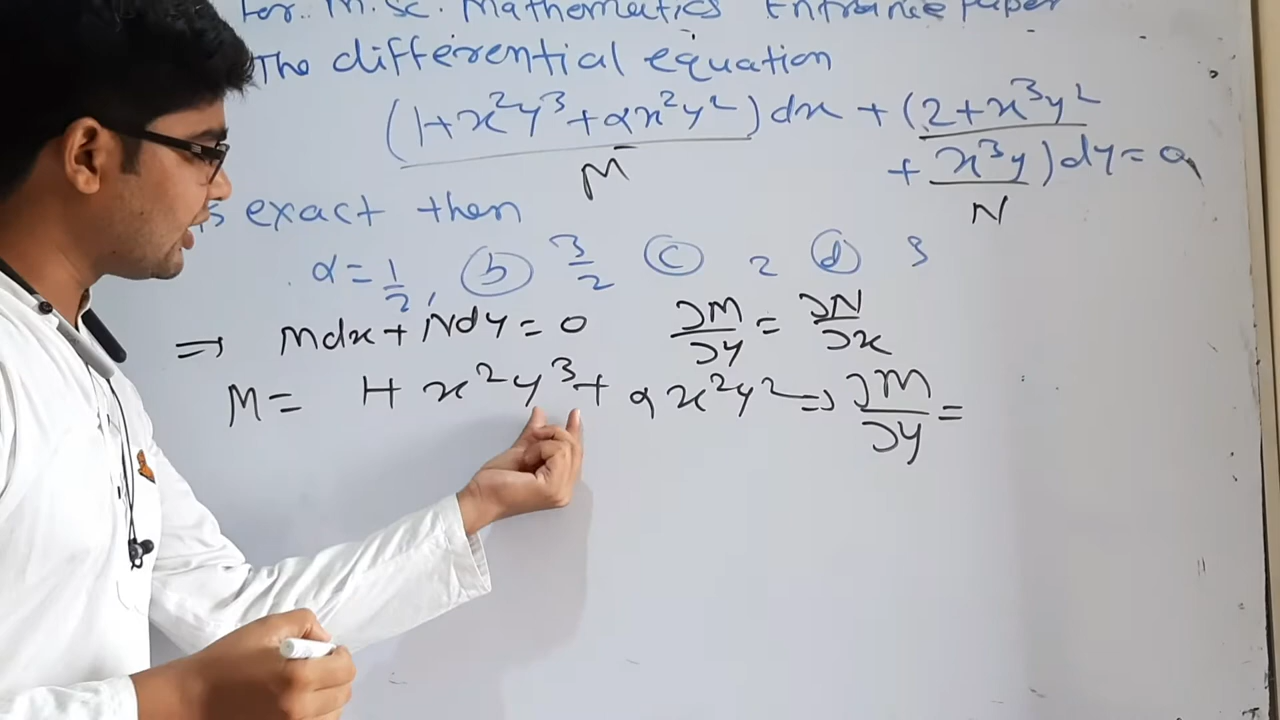 For.. M.Sc. Mathematics Entrance Paper
The differential equation
(1+x²y³+αx²y²)dx + (2+x³y²
+ x³y)dy=0
M
N
is exact then
α=1/2, (b) 3/2 (c) 2 (d) 3
⇒ Mdx+Ndy=0 ∂M/∂y = ∂N/∂x
M= 1+ x²y³+ αx²y² ⇒ ∂M/∂y =